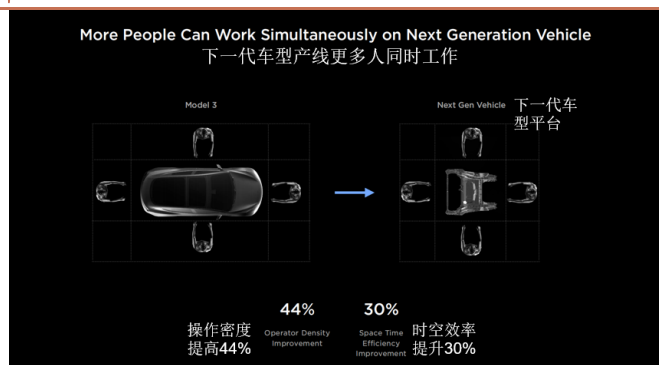 More People Can Work Simultaneously on Next Generation Vehicle
下一代车型产线更多人同时工作
Model 3
Next Gen Vehicle
下一代车
型平台
44%
30%
操作密度
提高44%
Operator Density
Improvement
Space Time
Efficiency
Improvement
时空效率
提升30%